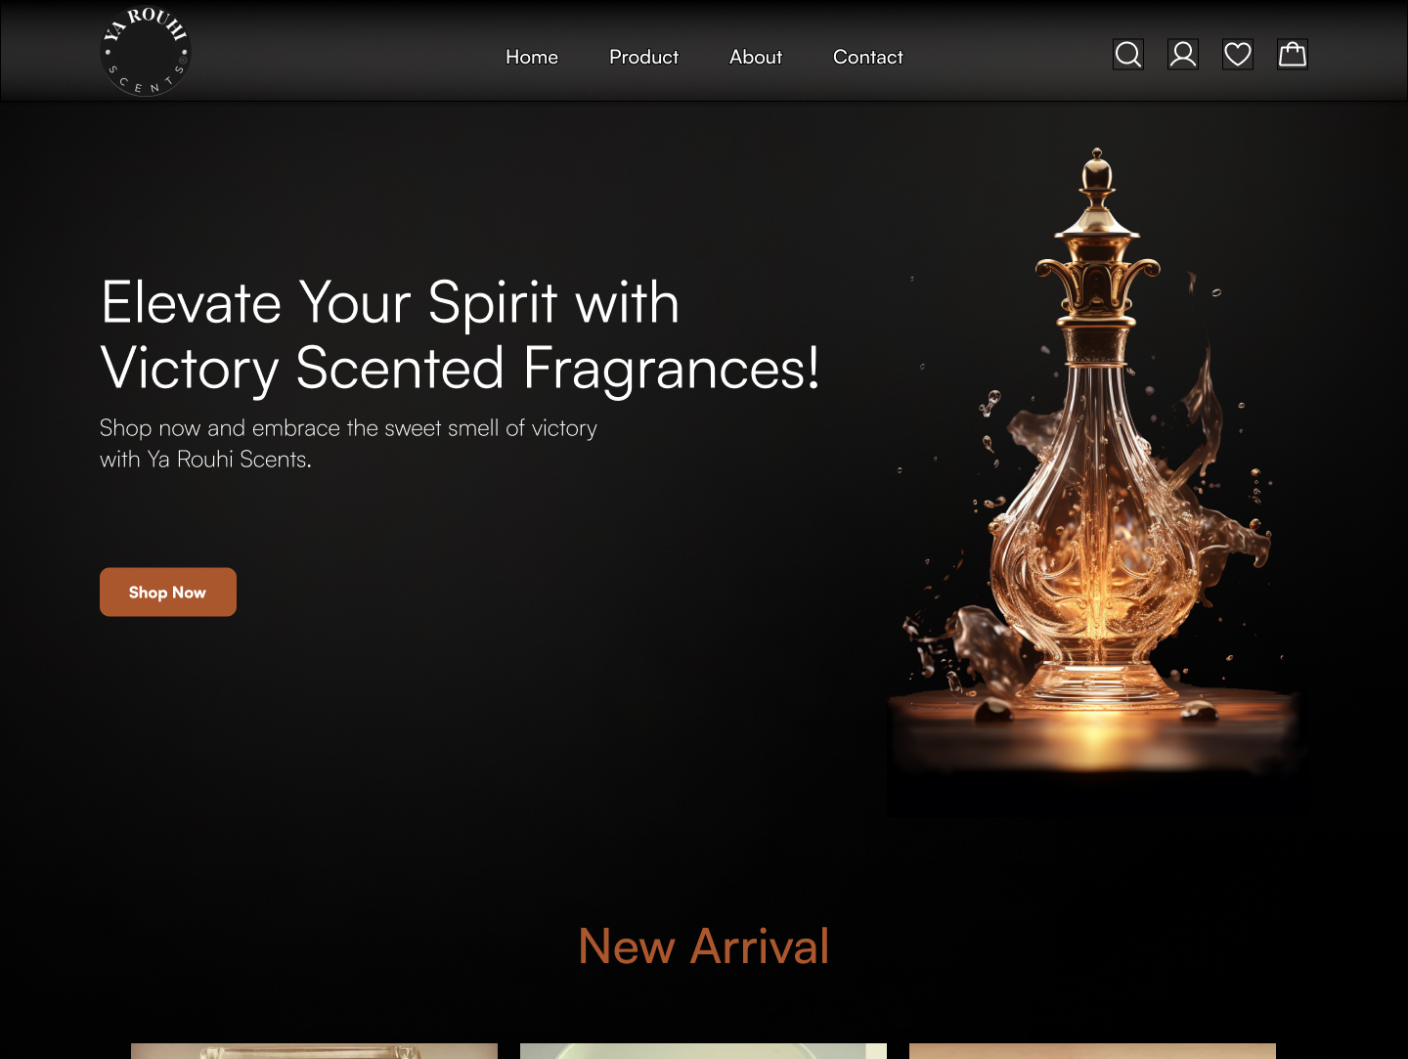 YA ROUHI
SCENTS
Home
Product
About
Contact
Elevate Your Spirit with
Victory Scented Fragrances!
Shop now and embrace the sweet smell of victory
with Ya Rouhi Scents.
Shop Now
New Arrival